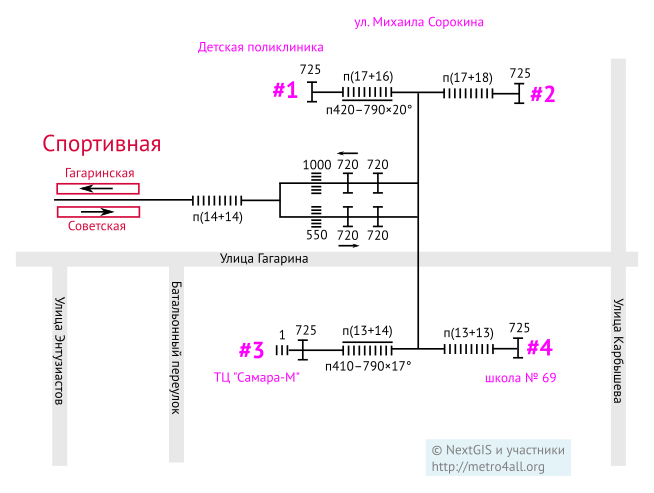 ул. Михаила Сорокина
Детская поликлиника
725
п(17+16)
п(17+18)
725
#1
#2
п420–790×20°
Спортивная
Гагаринская
1000
720
720
Советская
п(14+14)
550
720
720
Улица Гагарина
Улица Энтузиастов
Батальонный переулок
Улица Карбышева
1
725
п(13+14)
п(13+13)
725
#3
#4
п410–790×17°
ТЦ "Самара-М"
школа № 69
© NextGIS и участники
http://metro4all.org